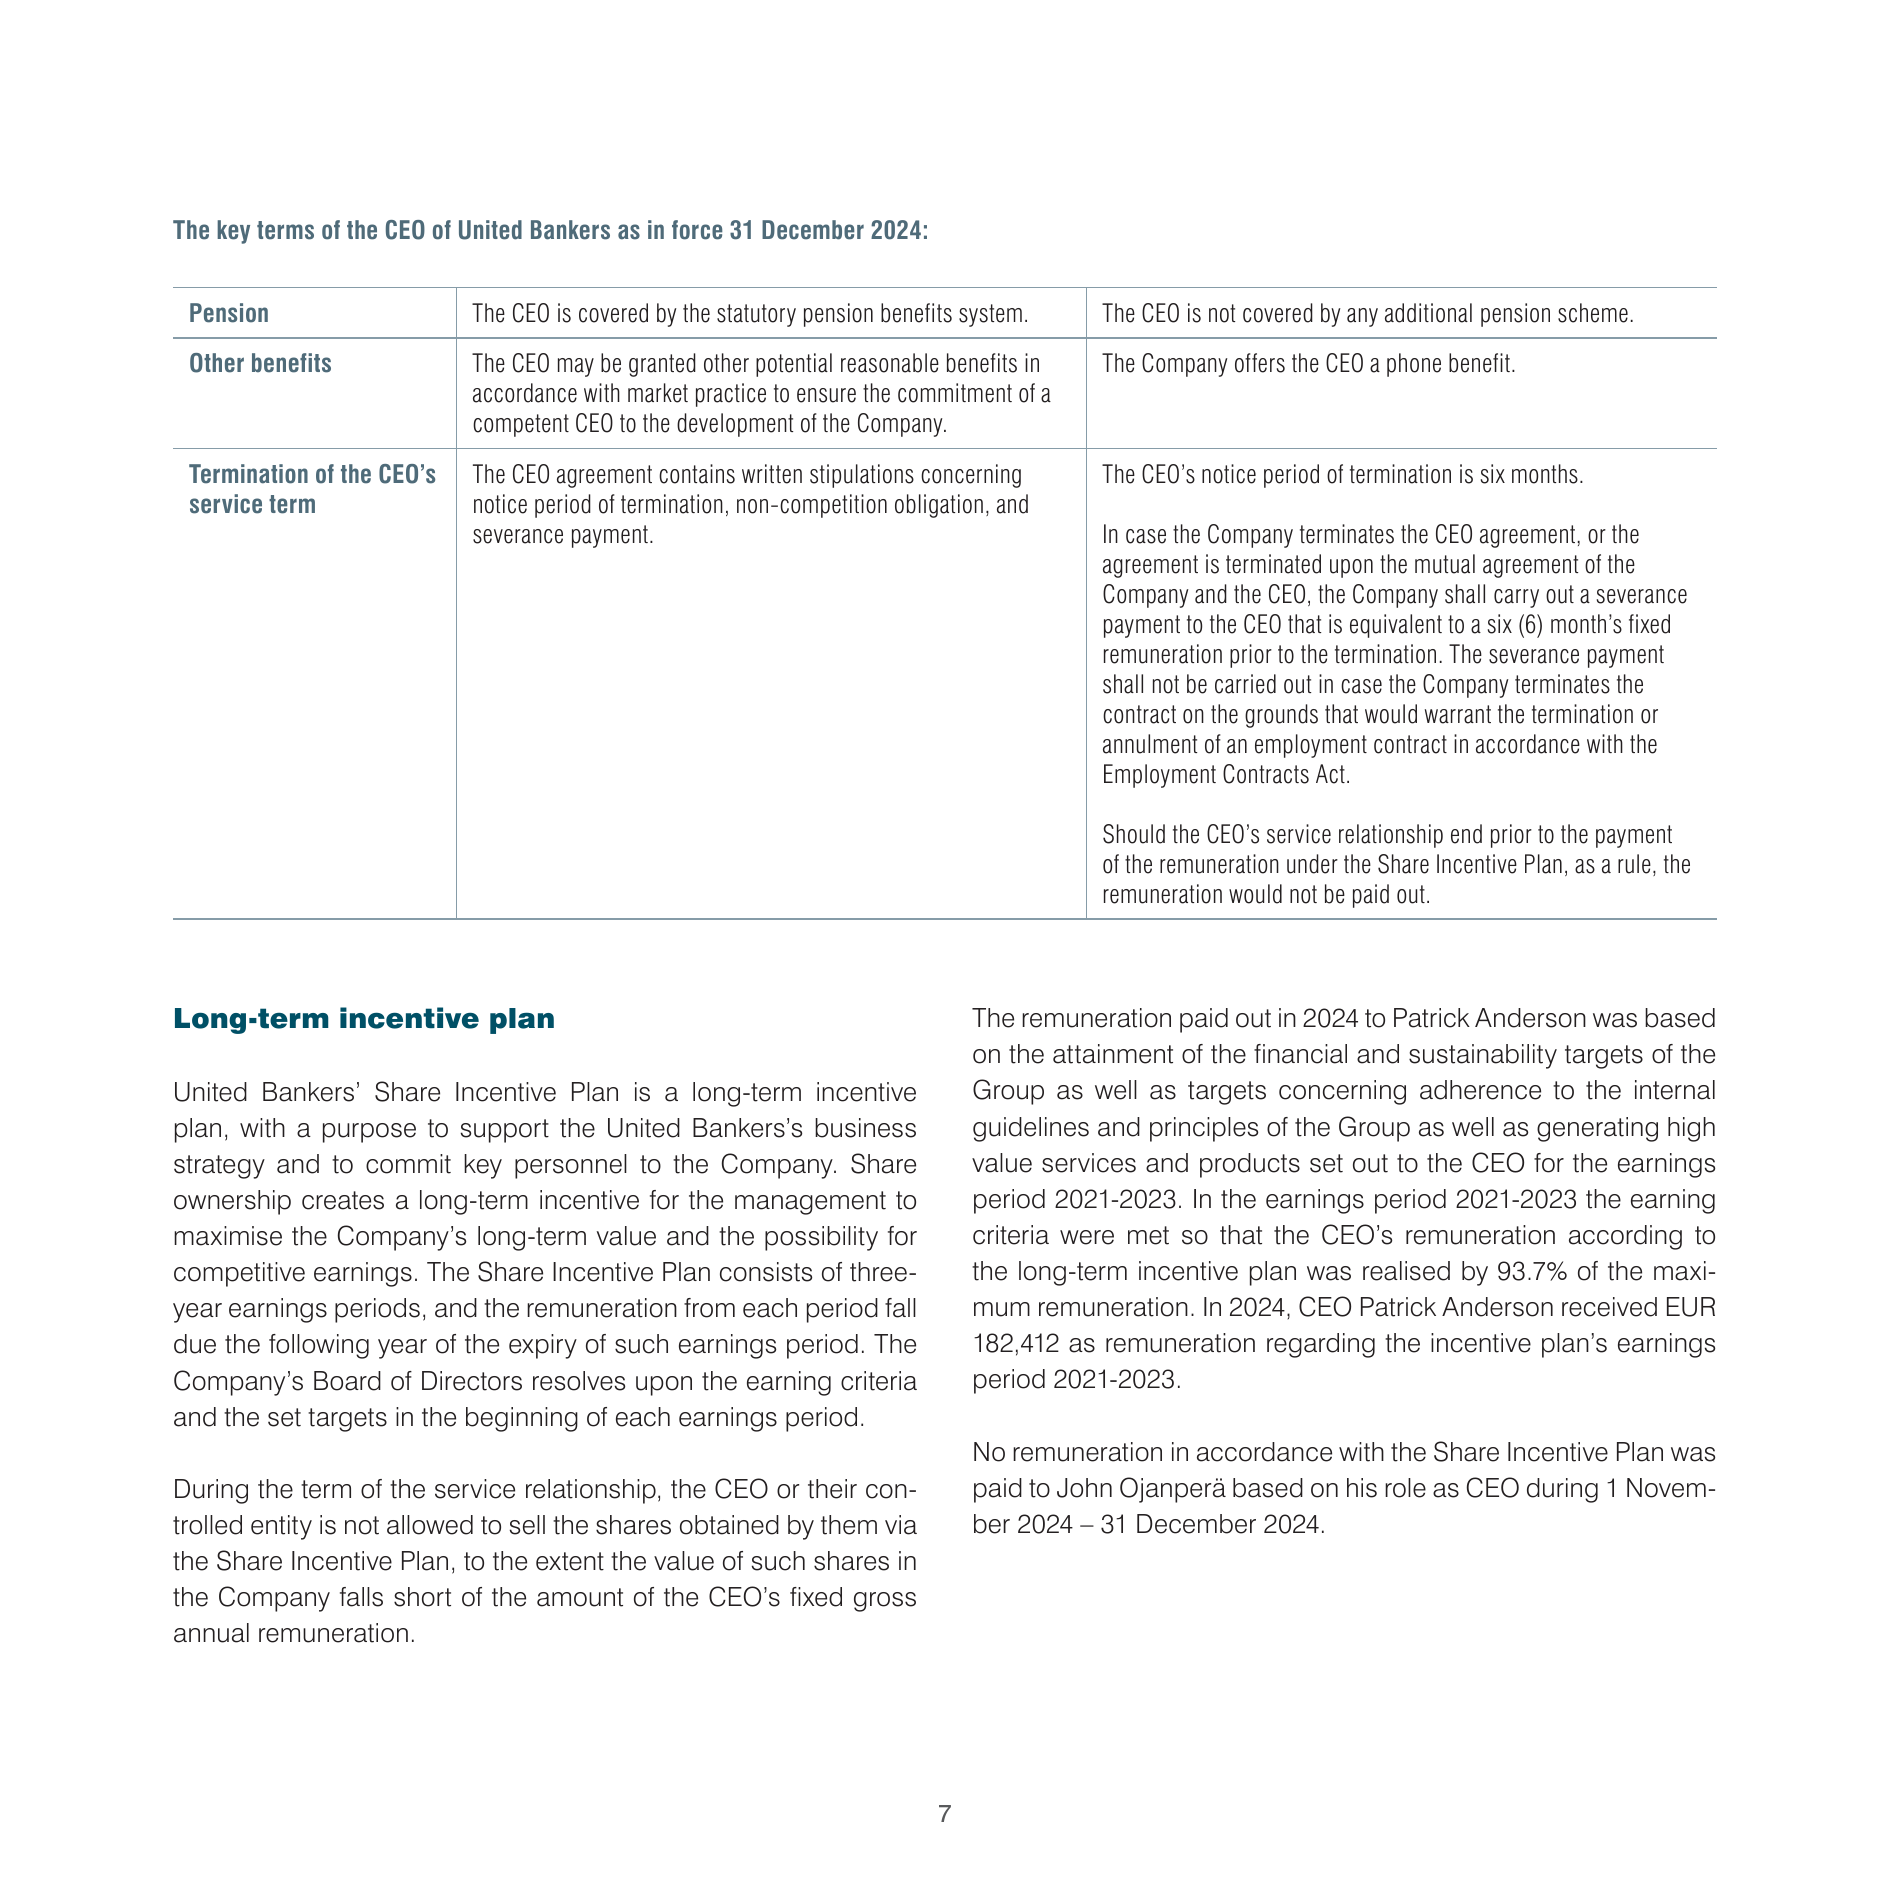 The key terms of the CEO of United Bankers as in force 31 December 2024:
Pension
The CEO is covered by the statutory pension benefits system.
The CEO is not covered by any additional pension scheme.
Other benefits
The CEO may be granted other potential reasonable benefits in
accordance with market practice to ensure the commitment of a
competent CEO to the development of the Company.
The Company offers the CEO a phone benefit.
Termination of the CEO’s
service term
The CEO agreement contains written stipulations concerning
notice period of termination, non-competition obligation, and
severance payment.
The CEO’s notice period of termination is six months.
In case the Company terminates the CEO agreement, or the
agreement is terminated upon the mutual agreement of the
Company and the CEO, the Company shall carry out a severance
payment to the CEO that is equivalent to a six (6) month’s fixed
remuneration prior to the termination. The severance payment
shall not be carried out in case the Company terminates the
contract on the grounds that would warrant the termination or
annulment of an employment contract in accordance with the
Employment Contracts Act.
Should the CEO’s service relationship end prior to the payment
of the remuneration under the Share Incentive Plan, as a rule, the
remuneration would not be paid out.
Long-term incentive plan
United Bankers’ Share Incentive Plan is a long-term incentive
plan, with a purpose to support the United Bankers’s business
strategy and to commit key personnel to the Company. Share
ownership creates a long-term incentive for the management to
maximise the Company’s long-term value and the possibility for
competitive earnings. The Share Incentive Plan consists of three-
year earnings periods, and the remuneration from each period fall
due the following year of the expiry of such earnings period. The
Company’s Board of Directors resolves upon the earning criteria
and the set targets in the beginning of each earnings period.
During the term of the service relationship, the CEO or their con-
trolled entity is not allowed to sell the shares obtained by them via
the Share Incentive Plan, to the extent the value of such shares in
the Company falls short of the amount of the CEO’s fixed gross
annual remuneration.
The remuneration paid out in 2024 to Patrick Anderson was based
on the attainment of the financial and sustainability targets of the
Group as well as targets concerning adherence to the internal
guidelines and principles of the Group as well as generating high
value services and products set out to the CEO for the earnings
period 2021-2023. In the earnings period 2021-2023 the earning
criteria were met so that the CEO’s remuneration according to
the long-term incentive plan was realised by 93.7% of the maxi-
mum remuneration. In 2024, CEO Patrick Anderson received EUR
182,412 as remuneration regarding the incentive plan’s earnings
period 2021-2023.
No remuneration in accordance with the Share Incentive Plan was
paid to John Ojanperä based on his role as CEO during 1 Novem-
ber 2024 – 31 December 2024.
7